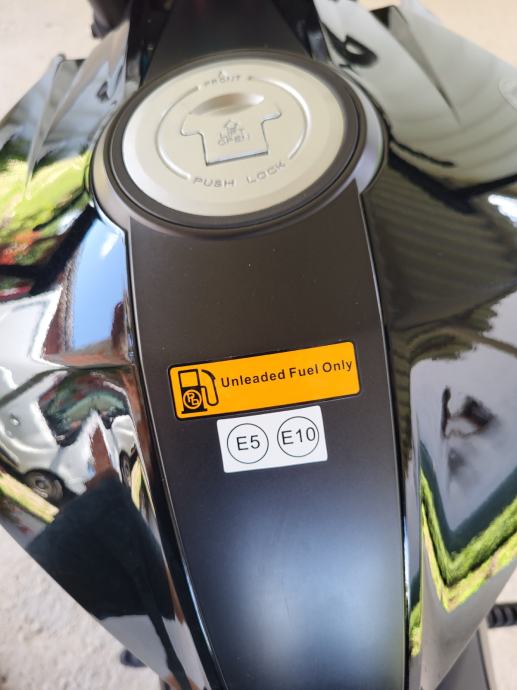 FRONT
LIFT
OPEN
PUSH LOCK
Unleaded Fuel Only
E5 E10